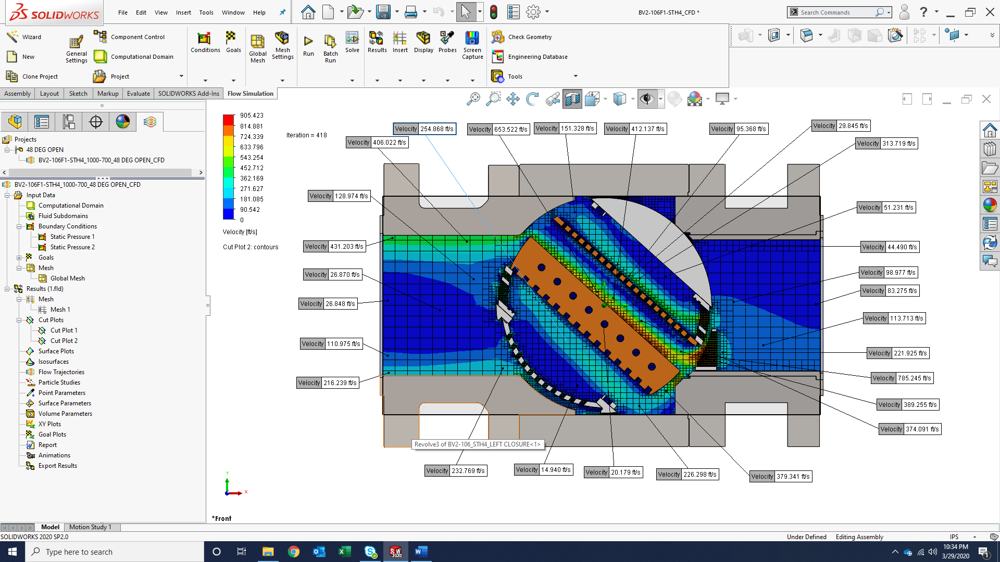 SOLIDWORKS
File Edit View Insert Tools Window Help
BV2-106F1-STH4_CFD *
Search Commands
?
Wizard
New
Clone Project
General Settings
Component Control
Computational Domain
Project
Conditions
Goals
Global Mesh
Mesh Settings
Run
Batch Run
Solve
Results
Insert
Display
Probes
Screen Capture
Check Geometry
Engineering Database
Tools
Assembly Layout Sketch Markup Evaluate SOLIDWORKS Add-Ins Flow Simulation
Projects
48 DEG OPEN
BV2-106F1-STH4_1000-700_48 DEG OPEN_CFD
BV2-106F1-STH4_1000-700_48 DEG OPEN_CFD
Input Data
Computational Domain
Fluid Subdomains
Boundary Conditions
Static Pressure 1
Static Pressure 2
Goals
Mesh
Global Mesh
Results (1.fld)
Mesh
Mesh 1
Cut Plots
Cut Plot 1
Cut Plot 2
Surface Plots
Isosurfaces
Flow Trajectories
Particle Studies
Point Parameters
Surface Parameters
Volume Parameters
XY Plots
Goal Plots
Report
Animations
Export Results
905.423
814.881
724.339
633.796
543.254
452.712
362.169
271.627
181.085
90.542
0
Velocity [ft/s]
Cut Plot 2: contours
Iteration = 418
Velocity 254.868 ft/s
Velocity 653.522 ft/s
Velocity 151.328 ft/s
Velocity 412.137 ft/s
Velocity 95.368 ft/s
Velocity 29.845 ft/s
Velocity 406.022 ft/s
Velocity 313.719 ft/s
Velocity 128.974 ft/s
Velocity 51.231 ft/s
Velocity 431.203 ft/s
Velocity 44.490 ft/s
Velocity 26.870 ft/s
Velocity 98.977 ft/s
Velocity 83.275 ft/s
Velocity 26.848 ft/s
Velocity 113.713 ft/s
Velocity 110.975 ft/s
Velocity 221.925 ft/s
Velocity 216.239 ft/s
Velocity 785.245 ft/s
Velocity 389.255 ft/s
Velocity 374.091 ft/s
Revolve3 of BV2-106_STH4_LEFT CLOSURE<1>
Velocity 232.769 ft/s
Velocity 14.940 ft/s
Velocity 20.179 ft/s
Velocity 226.298 ft/s
Velocity 379.341 ft/s
Y
X
*Front
Model Motion Study 1
SOLIDWORKS 2020 SP2.0
Under Defined Editing Assembly IPS
Type here to search
SW 2020
10:34 PM
3/29/2020
1